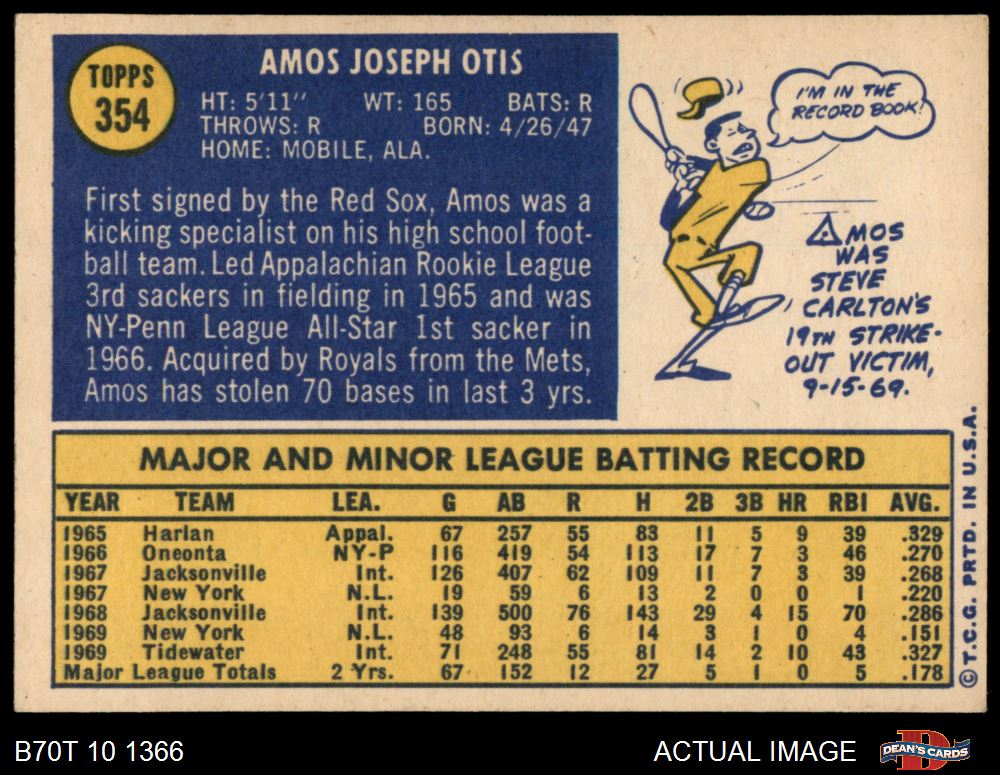 TOPPS
354
AMOS JOSEPH OTIS
HT: 5'11" WT: 165 BATS: R
THROWS: R BORN: 4/26/47
HOME: MOBILE, ALA.
First signed by the Red Sox, Amos was a
kicking specialist on his high school foot-
ball team. Led Appalachian Rookie League
3rd sackers in fielding in 1965 and was
NY-Penn League All-Star 1st sacker in
1966. Acquired by Royals from the Mets,
Amos has stolen 70 bases in last 3 yrs.
I'M IN THE
RECORD BOOK!
AMOS
WAS
STEVE
CARLTON'S
19TH STRIKE-
OUT VICTIM,
9-15-69.
MAJOR AND MINOR LEAGUE BATTING RECORD
YEAR TEAM LEA. G AB R H 2B 3B HR RBI AVG.
1965 Harlan Appal. 67 257 55 83 11 5 9 39 .329
1966 Oneonta NY-P 116 419 54 113 17 7 3 46 .270
1967 Jacksonville Int. 126 407 62 109 11 7 3 39 .268
1967 New York N.L. 19 59 6 13 2 0 0 1 .220
1968 Jacksonville Int. 139 500 76 143 29 4 15 70 .286
1969 New York N.L. 48 93 6 14 3 1 0 4 .151
1969 Tidewater Int. 71 248 55 81 14 2 10 43 .327
Major League Totals 2 Yrs. 67 152 12 27 5 1 0 5 .178
© T.C.G. PRTD. IN U.S.A.
B70T 10 1366 ACTUAL IMAGE
D
DEAN'S CARDS